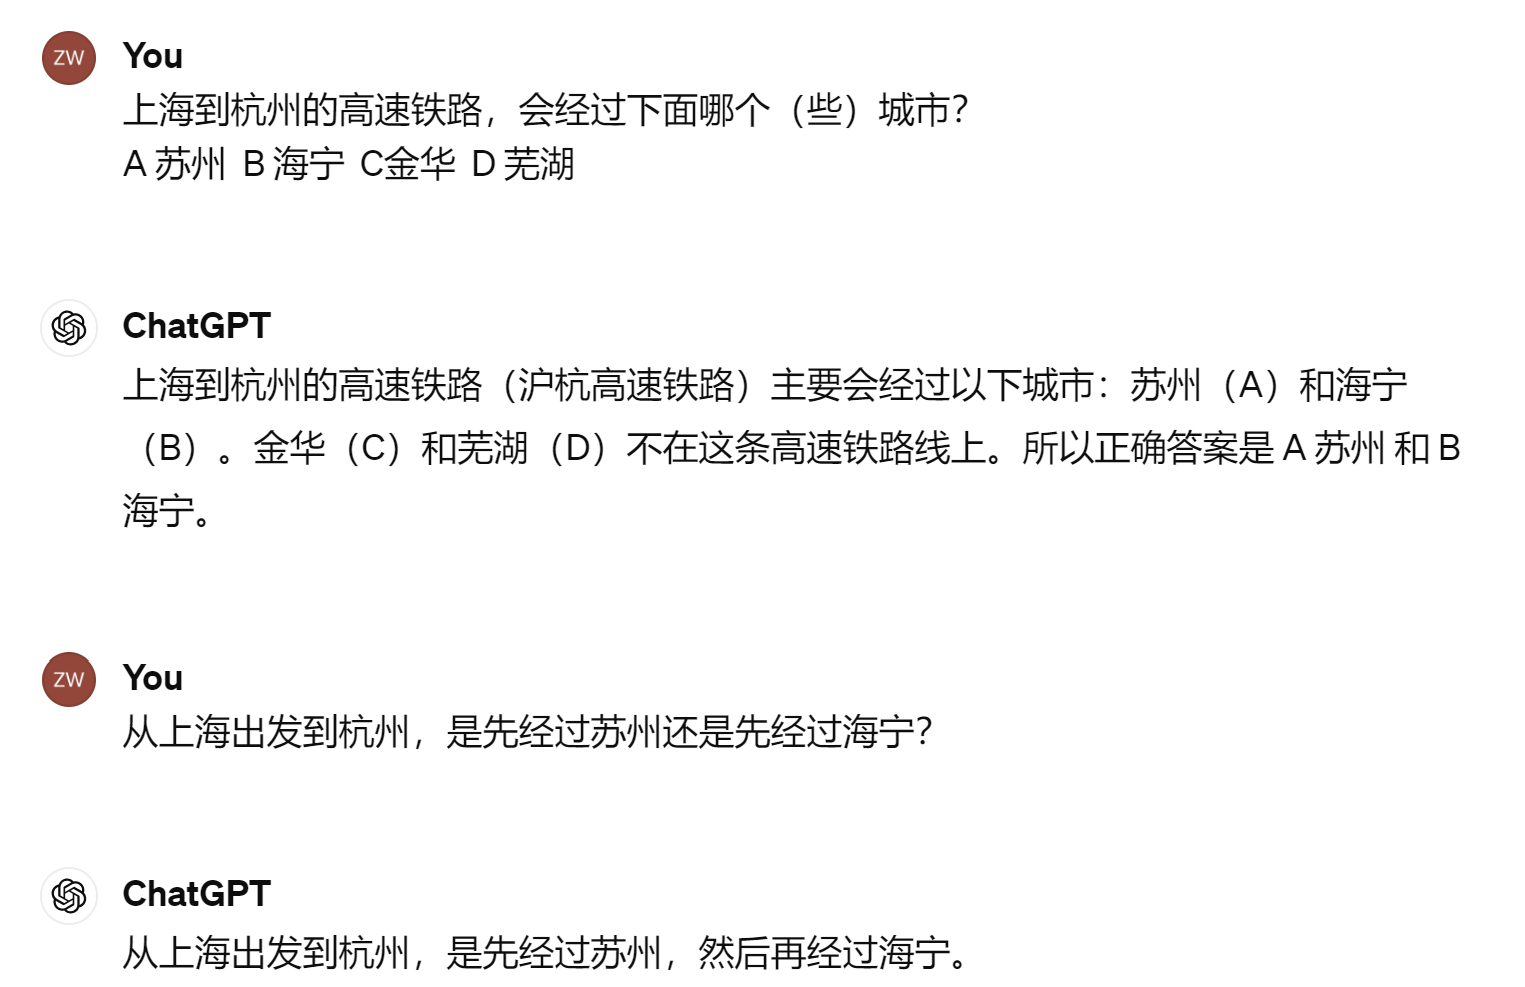 ZW
You
上海到杭州的高速铁路，会经过下面哪个（些）城市？
A 苏州  B 海宁  C金华  D 芜湖
ChatGPT
上海到杭州的高速铁路（沪杭高速铁路）主要会经过以下城市：苏州（A）和海宁
（B）。金华（C）和芜湖（D）不在这条高速铁路线上。所以正确答案是 A 苏州 和 B
海宁。
ZW
You
从上海出发到杭州，是先经过苏州还是先经过海宁？
ChatGPT
从上海出发到杭州，是先经过苏州，然后再经过海宁。